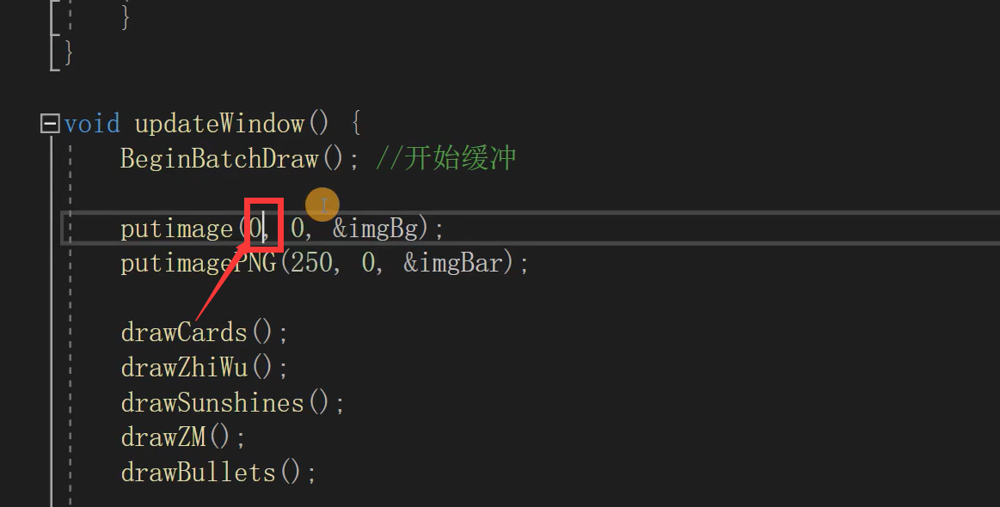 }
}
void updateWindow() {
BeginBatchDraw(); //开始缓冲
putimage(0, 0, &imgBg);
putimagePNG(250, 0, &imgBar);
drawCards();
drawZhiWu();
drawSunshines();
drawZM();
drawBullets();